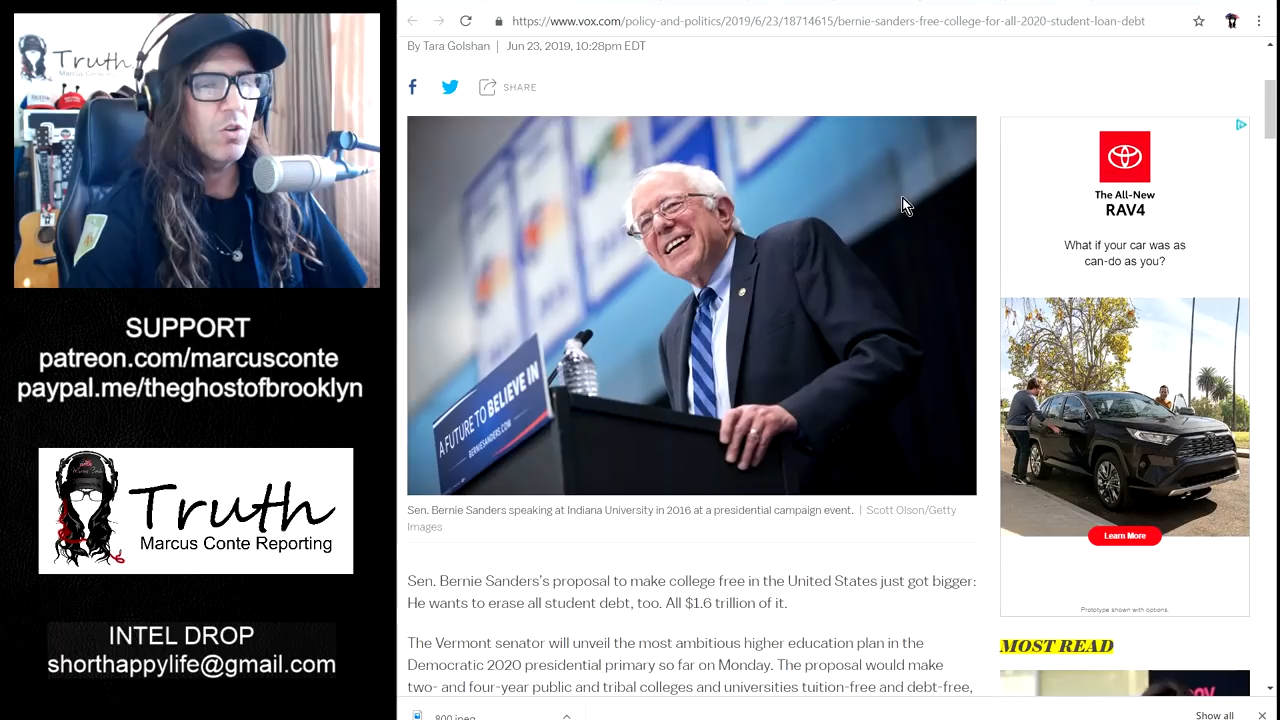 Truth
Marcus Conte
SUPPORT
patreon.com/marcusconte
paypal.me/theghostofbrooklyn
Truth
Marcus Conte Reporting
INTEL DROP
shorthappylife@gmail.com
https://www.vox.com/policy-and-politics/2019/6/23/18714615/bernie-sanders-free-college-for-all-2020-student-loan-debt
By Tara Golshan | Jun 23, 2019, 10:28pm EDT
SHARE
A FUTURE TO BELIEVE IN
BERNIESANDERS.COM
Sen. Bernie Sanders speaking at Indiana University in 2016 at a presidential campaign event. | Scott Olson/Getty
Images
Sen. Bernie Sanders's proposal to make college free in the United States just got bigger:
He wants to erase all student debt, too. All $1.6 trillion of it.
The Vermont senator will unveil the most ambitious higher education plan in the
Democratic 2020 presidential primary so far on Monday. The proposal would make
two- and four-year public and tribal colleges and universities tuition-free and debt-free,
The All-New
RAV4
What if your car was as
can-do as you?
Learn More
Prototype shown with options.
MOST READ
800.jpeg
Show all